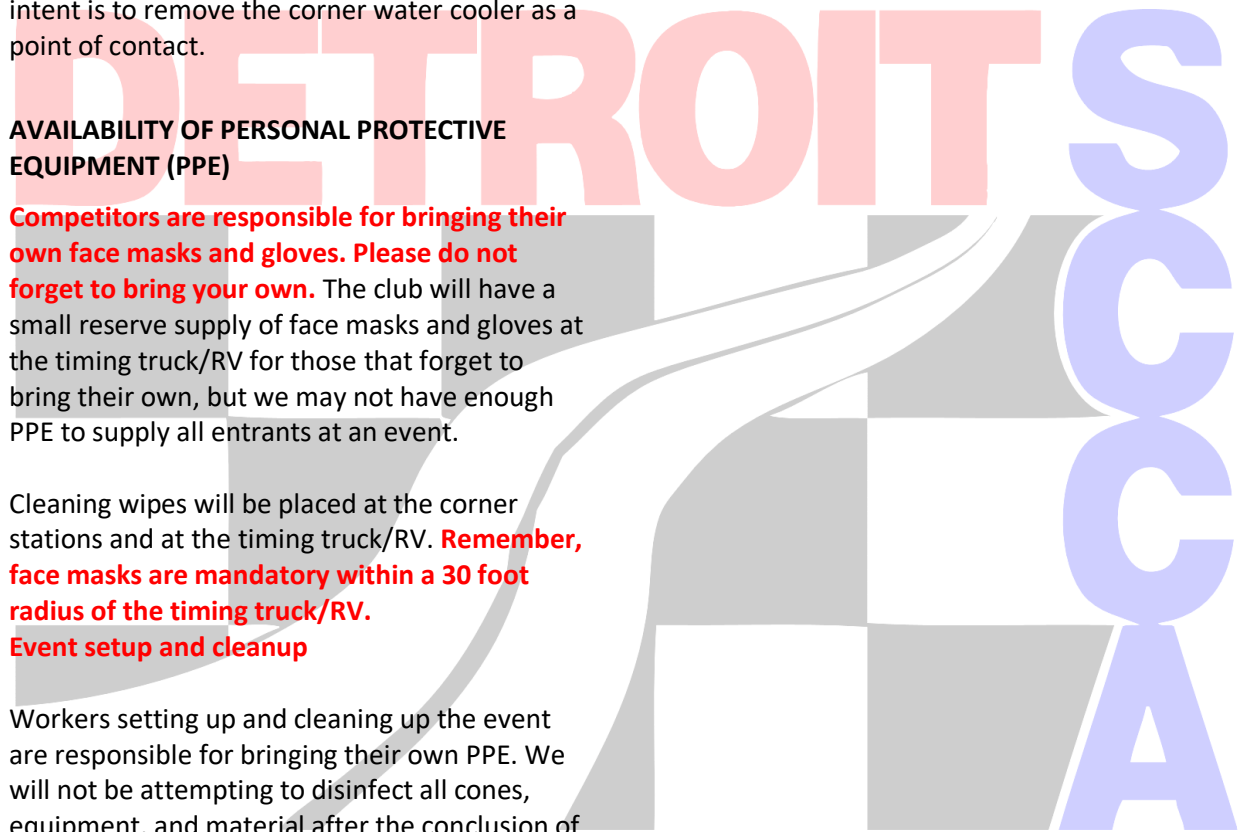 intent is to remove the corner water cooler as a
point of contact.
AVAILABILITY OF PERSONAL PROTECTIVE
EQUIPMENT (PPE)
Competitors are responsible for bringing their
own face masks and gloves. Please do not
forget to bring your own. The club will have a
small reserve supply of face masks and gloves at
the timing truck/RV for those that forget to
bring their own, but we may not have enough
PPE to supply all entrants at an event.
Cleaning wipes will be placed at the corner
stations and at the timing truck/RV. Remember,
face masks are mandatory within a 30 foot
radius of the timing truck/RV.
Event setup and cleanup
Workers setting up and cleaning up the event
are responsible for bringing their own PPE. We
will not be attempting to disinfect all cones,
equipment, and material after the conclusion of
DETROIT
SCCA